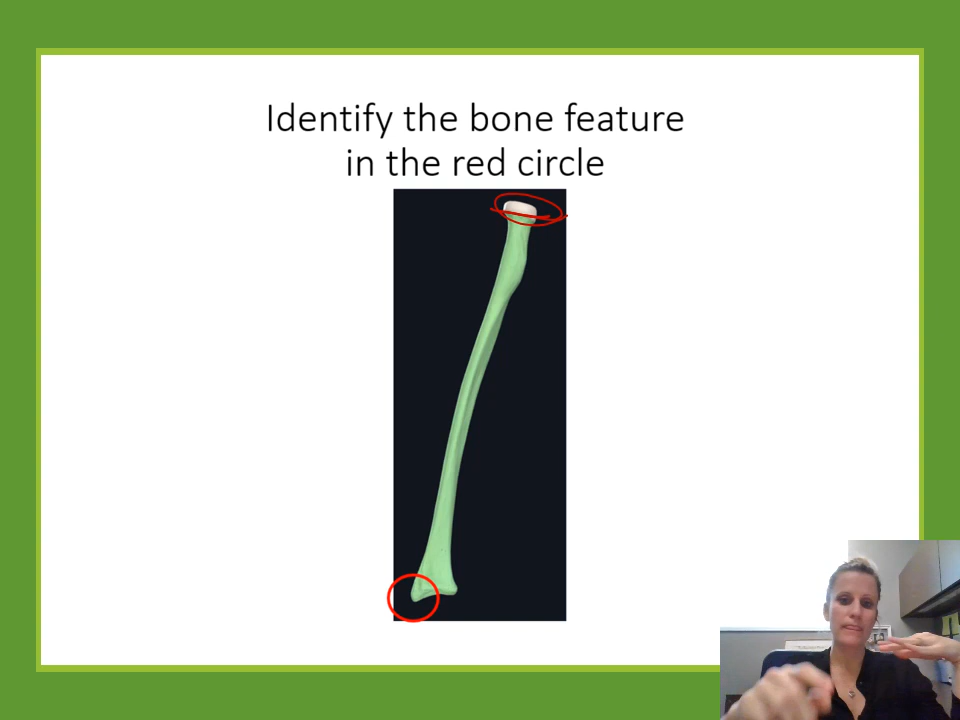 Identify the bone feature
in the red circle